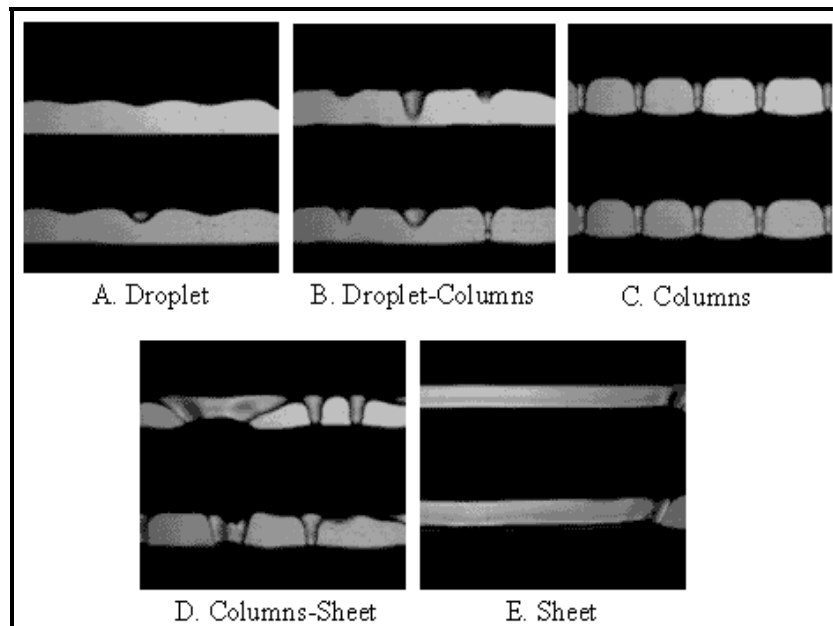 A. Droplet
B. Droplet-Columns
C. Columns
D. Columns-Sheet
E. Sheet